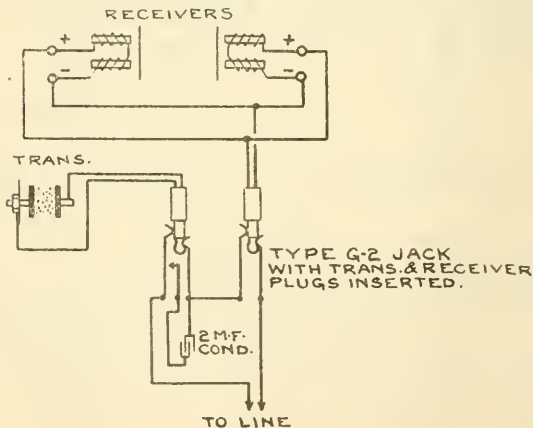 RECEIVERS
+ +
- -
TRANS.
TYPE G-2 JACK
WITH TRANS. & RECEIVER
PLUGS INSERTED.
2 M.F.
COND.
TO LINE